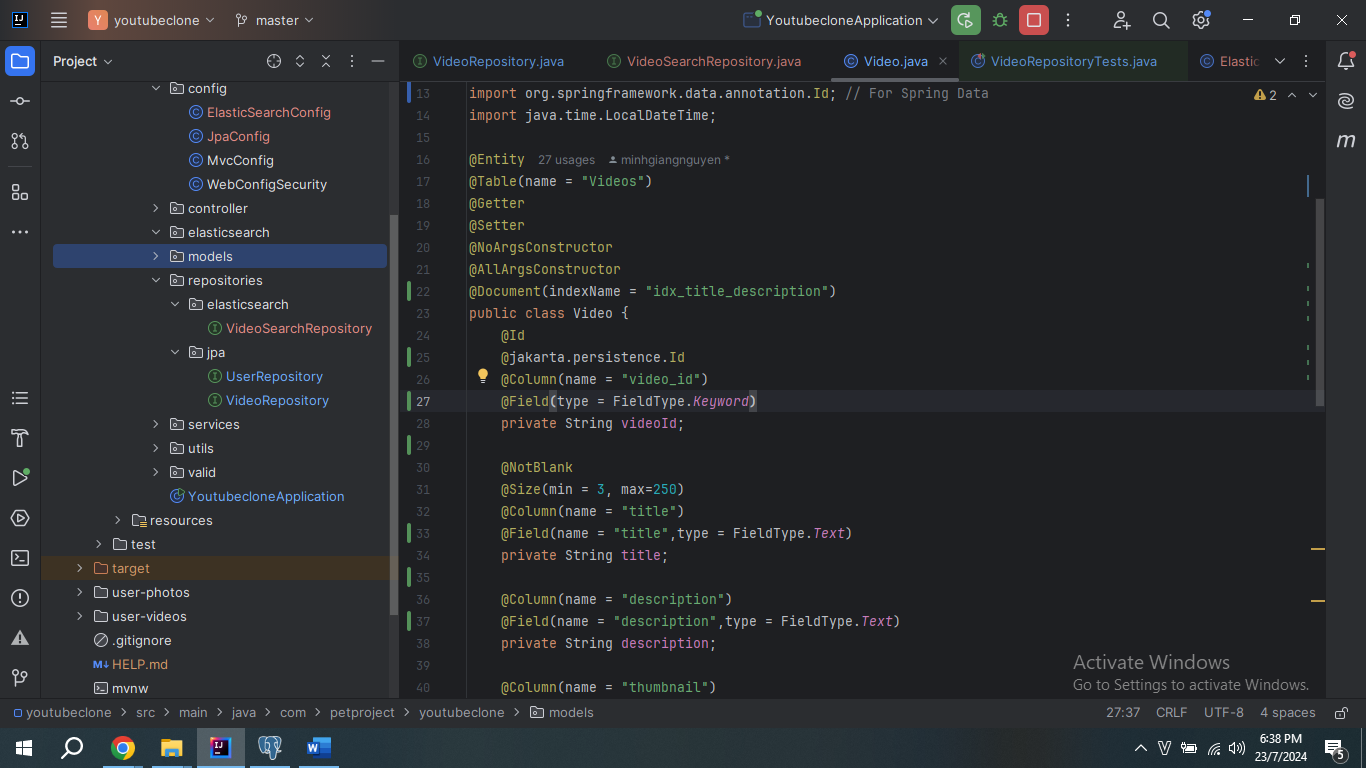 Y youtubeclone
master
YoutubecloneApplication
Project
VideoRepository.java
VideoSearchRepository.java
Video.java
VideoRepositoryTests.java
Elastic
config
ElasticSearchConfig
JpaConfig
MvcConfig
WebConfigSecurity
controller
elasticsearch
models
repositories
elasticsearch
VideoSearchRepository
jpa
UserRepository
VideoRepository
services
utils
valid
YoutubecloneApplication
resources
test
target
user-photos
user-videos
.gitignore
HELP.md
mvnw
2
13 import org.springframework.data.annotation.Id; // For Spring Data
14 import java.time.LocalDateTime;
15
16 @Entity 27 usages minhgiangnguyen *
17 @Table(name = "Videos")
18 @Getter
19 @Setter
20 @NoArgsConstructor
21 @AllArgsConstructor
22 @Document(indexName = "idx_title_description")
23 public class Video {
24 @Id
25 @jakarta.persistence.Id
26 @Column(name = "video_id")
27 @Field(type = FieldType.Keyword)
28 private String videoId;
29
30 @NotBlank
31 @Size(min = 3, max=250)
32 @Column(name = "title")
33 @Field(name = "title",type = FieldType.Text)
34 private String title;
35
36 @Column(name = "description")
37 @Field(name = "description",type = FieldType.Text)
38 private String description;
39
40 @Column(name = "thumbnail")
Activate Windows
Go to Settings to activate Windows.
youtubeclone > src > main > java > com > petproject > youtubeclone > models
27:37 CRLF UTF-8 4 spaces
6:38 PM
23/7/2024
5